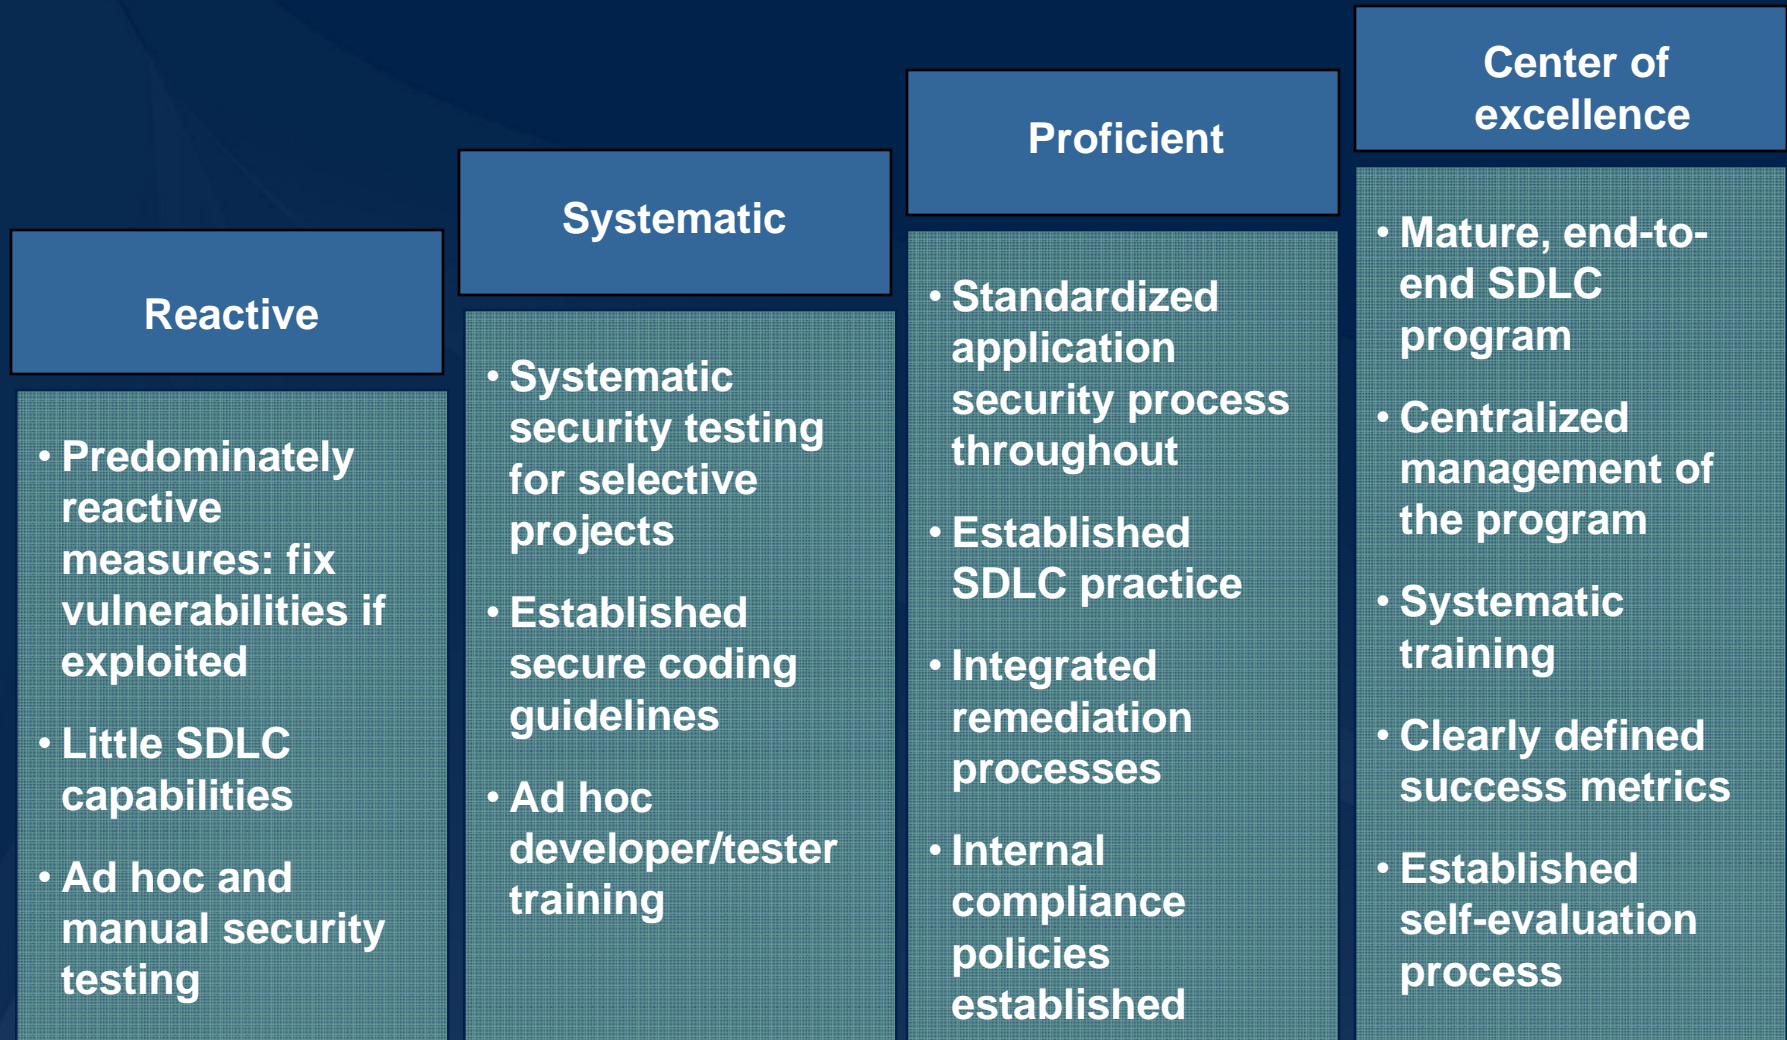 Reactive
• Predominately
reactive
measures: fix
vulnerabilities if
exploited
• Little SDLC
capabilities
• Ad hoc and
manual security
testing
Systematic
• Systematic
security testing
for selective
projects
• Established
secure coding
guidelines
• Ad hoc
developer/tester
training
Proficient
• Standardized
application
security process
throughout
• Established
SDLC practice
• Integrated
remediation
processes
• Internal
compliance
policies
established
Center of
excellence
• Mature, end-to-
end SDLC
program
• Centralized
management of
the program
• Systematic
training
• Clearly defined
success metrics
• Established
self-evaluation
process